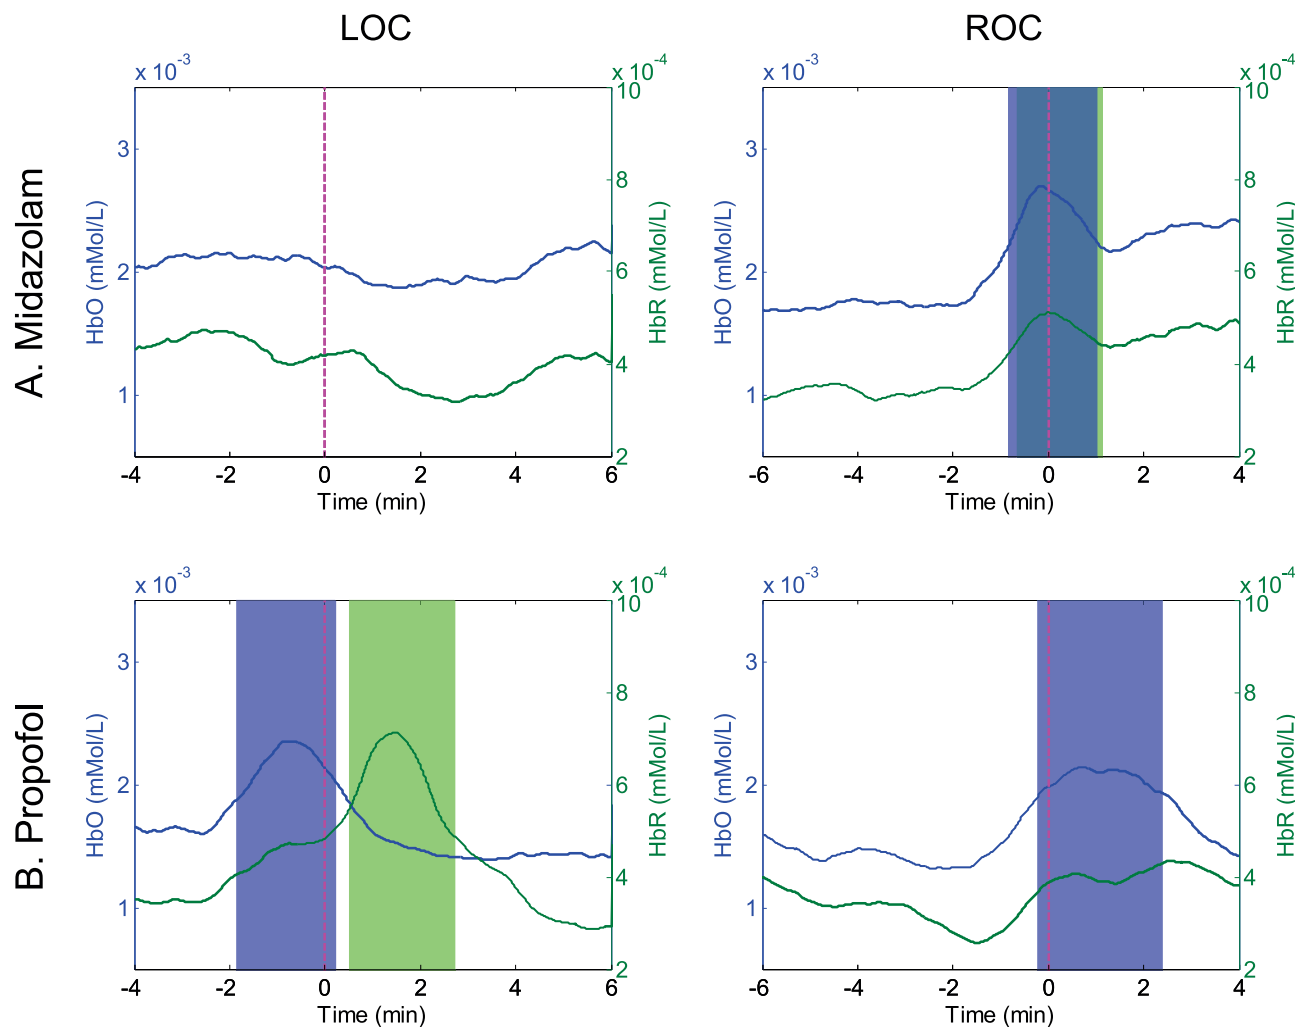 LOC
ROC
A. Midazolam
x 10-3
x 10-4
3
2
1
HbO (mMol/L)
10
8
6
4
2
HbR (mMol/L)
-4 -2 0 2 4 6
Time (min)
x 10-3
x 10-4
3
2
1
HbO (mMol/L)
10
8
6
4
2
HbR (mMol/L)
-6 -4 -2 0 2 4
Time (min)
B. Propofol
x 10-3
x 10-4
3
2
1
HbO (mMol/L)
10
8
6
4
2
HbR (mMol/L)
-4 -2 0 2 4 6
Time (min)
x 10-3
x 10-4
3
2
1
HbO (mMol/L)
10
8
6
4
2
HbR (mMol/L)
-6 -4 -2 0 2 4
Time (min)